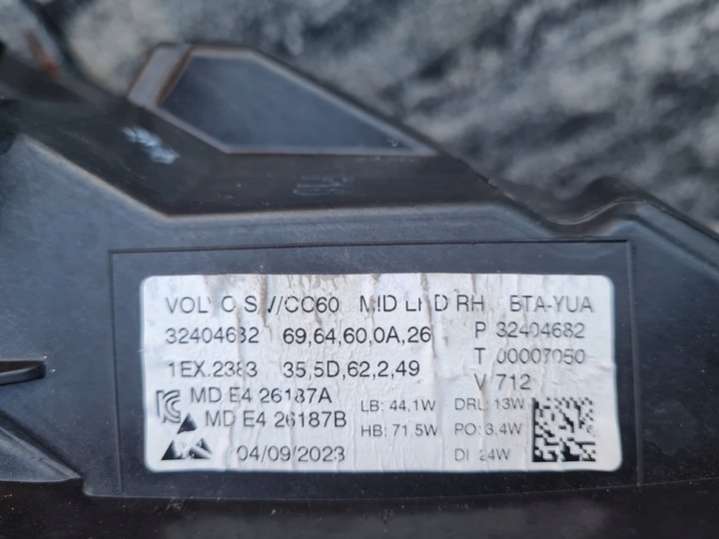 VOLVO SW/CC60 MID LHD RH BTA-YUA
32404682 69,64,60,0A,26 P 32404682
1EX.2383 35,5D,62,2,49 T 00007050
V 712
MD E4 26187A LB: 44,1W DRL: 13W
MD E4 26187B HB: 71.5W PO: 3,4W
04/09/2023 DI: 24W